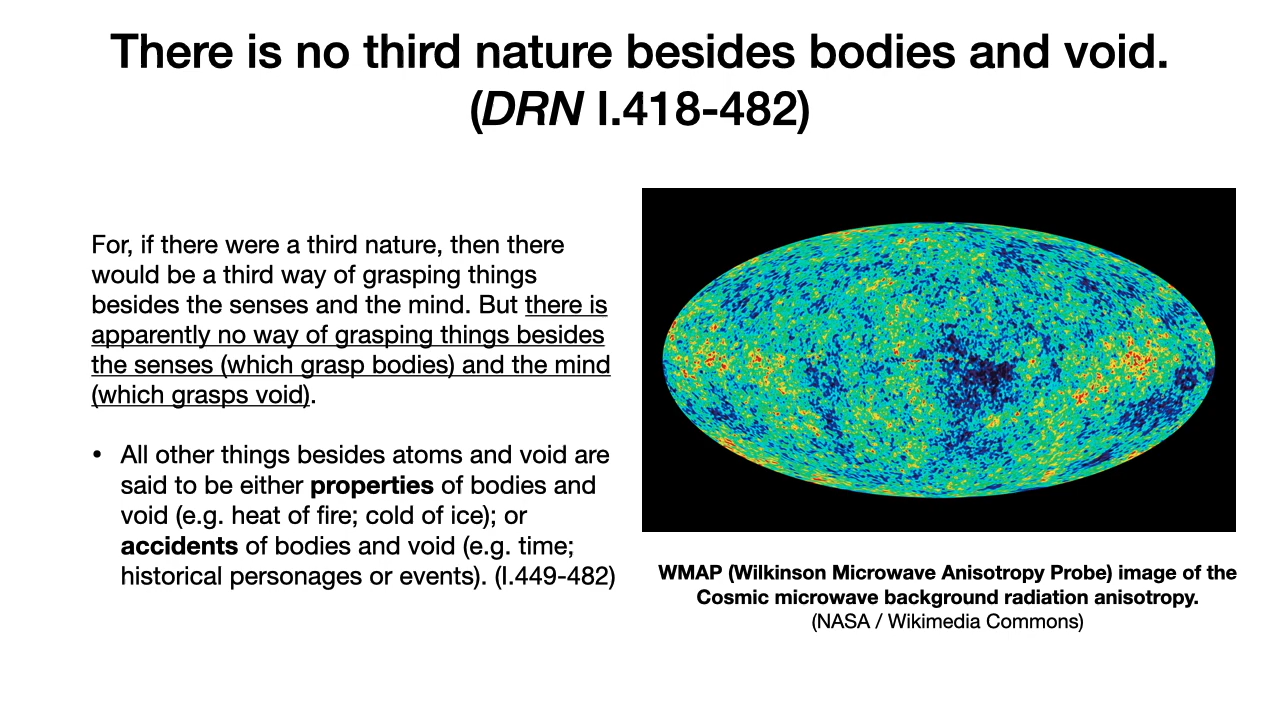 There is no third nature besides bodies and void.
(DRN I.418-482)
For, if there were a third nature, then there
would be a third way of grasping things
besides the senses and the mind. But there is
apparently no way of grasping things besides
the senses (which grasp bodies) and the mind
(which grasps void).
• All other things besides atoms and void are
said to be either properties of bodies and
void (e.g. heat of fire; cold of ice); or
accidents of bodies and void (e.g. time;
historical personages or events). (I.449-482)
WMAP (Wilkinson Microwave Anisotropy Probe) image of the
Cosmic microwave background radiation anisotropy.
(NASA / Wikimedia Commons)